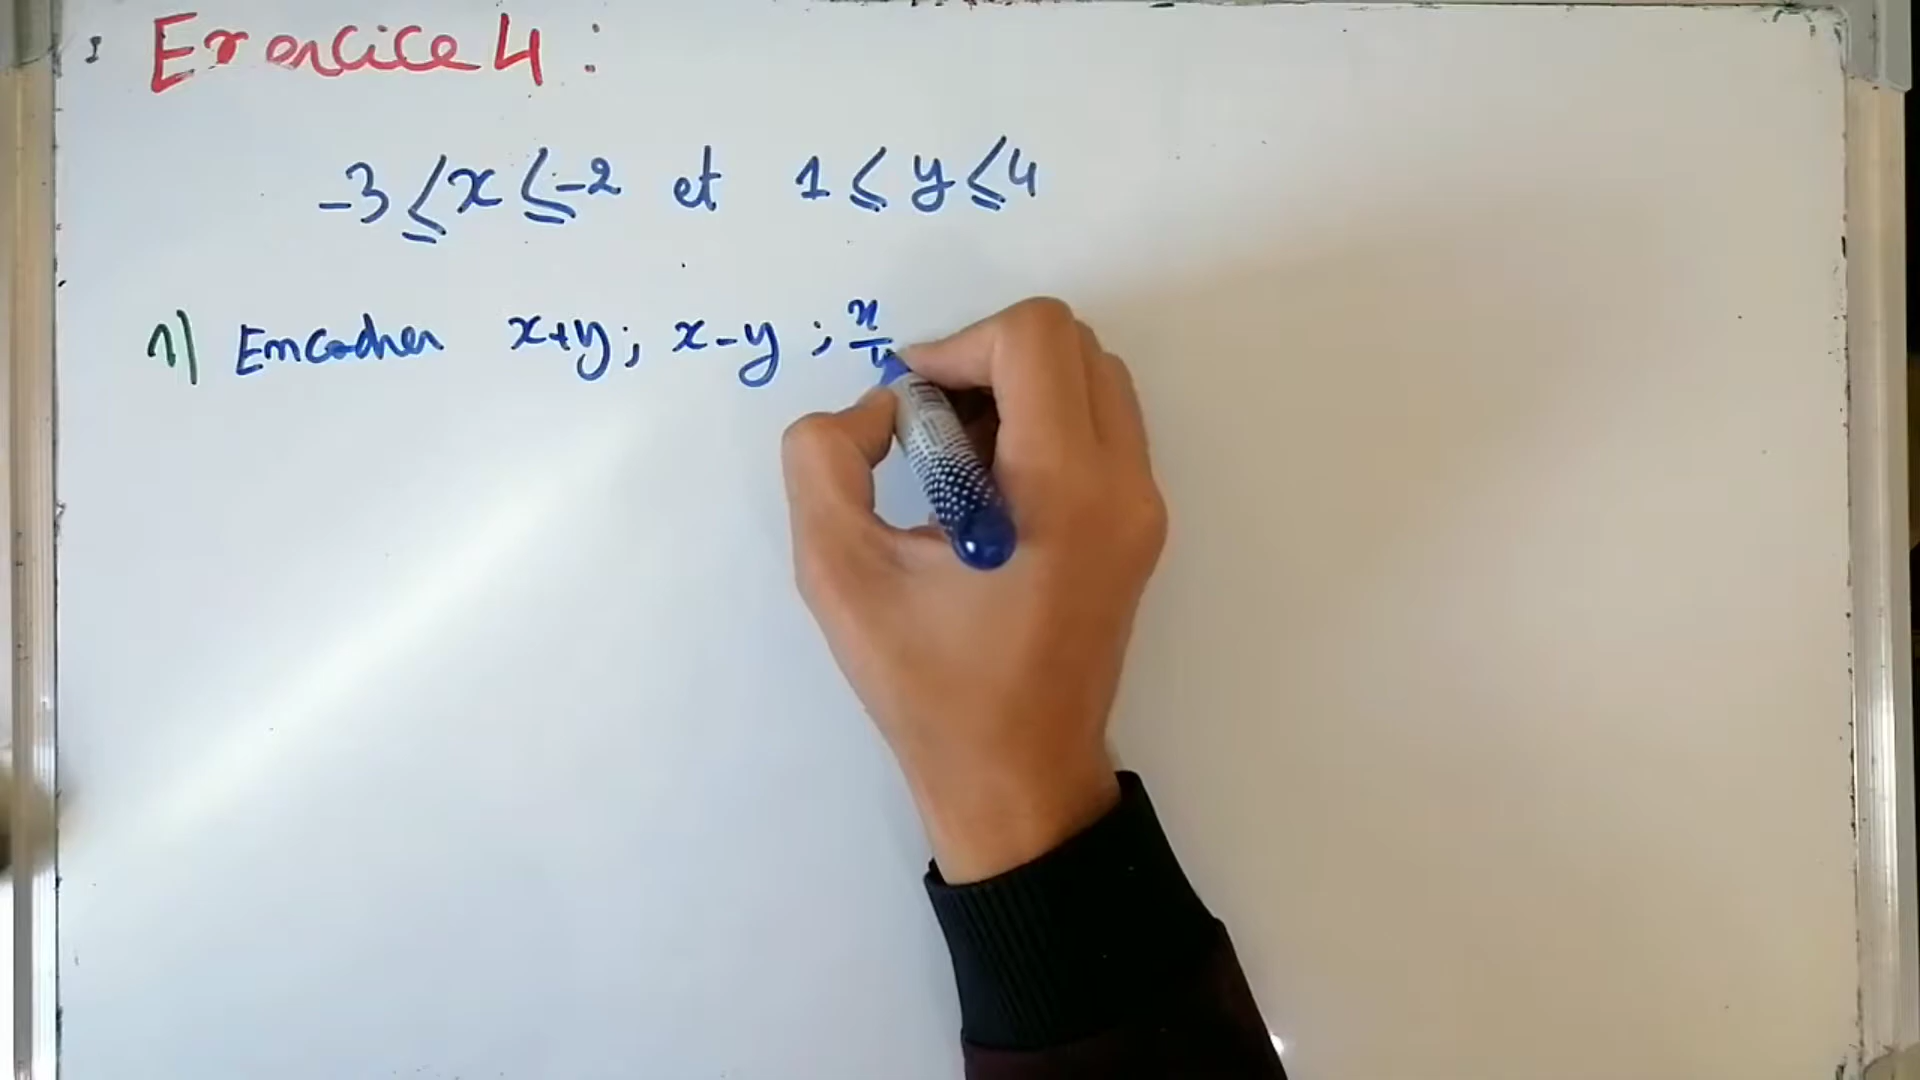 Exercice 4 :
-3 ≤ x ≤ -2 et 1 ≤ y ≤ 4
1) Encadrer x+y ; x-y ; x/y